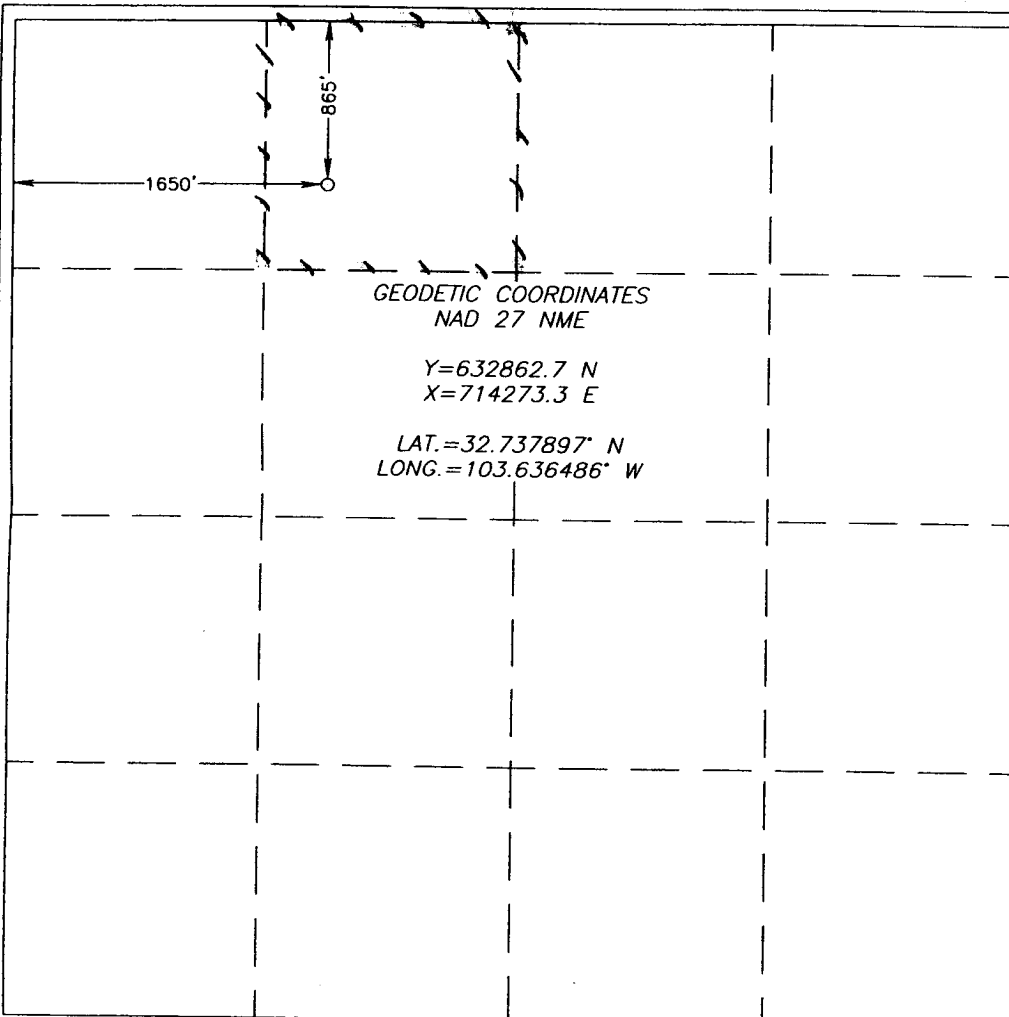 865'
1650'
GEODETIC COORDINATES
NAD 27 NME
Y=632862.7 N
X=714273.3 E
LAT.=32.737897° N
LONG.=103.636486° W